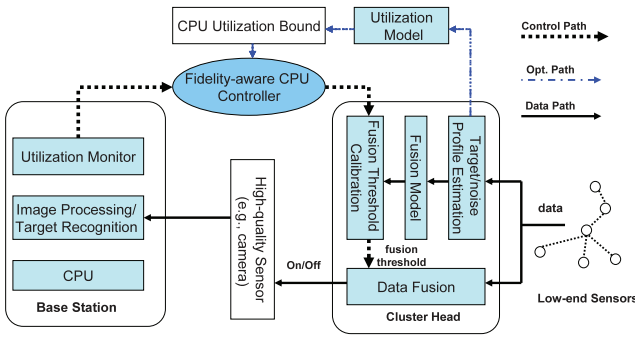 CPU Utilization Bound
Utilization
Model
Control Path
Opt. Path
Data Path
Fidelity-aware CPU
Controller
Utilization Monitor
Image Processing/
Target Recognition
CPU
Base Station
High-quality Sensor
(e.g., camera)
On/Off
Fusion Threshold
Calibration
Fusion Model
Target/noise
Profile Estimation
fusion
threshold
Data Fusion
Cluster Head
data
Low-end Sensors